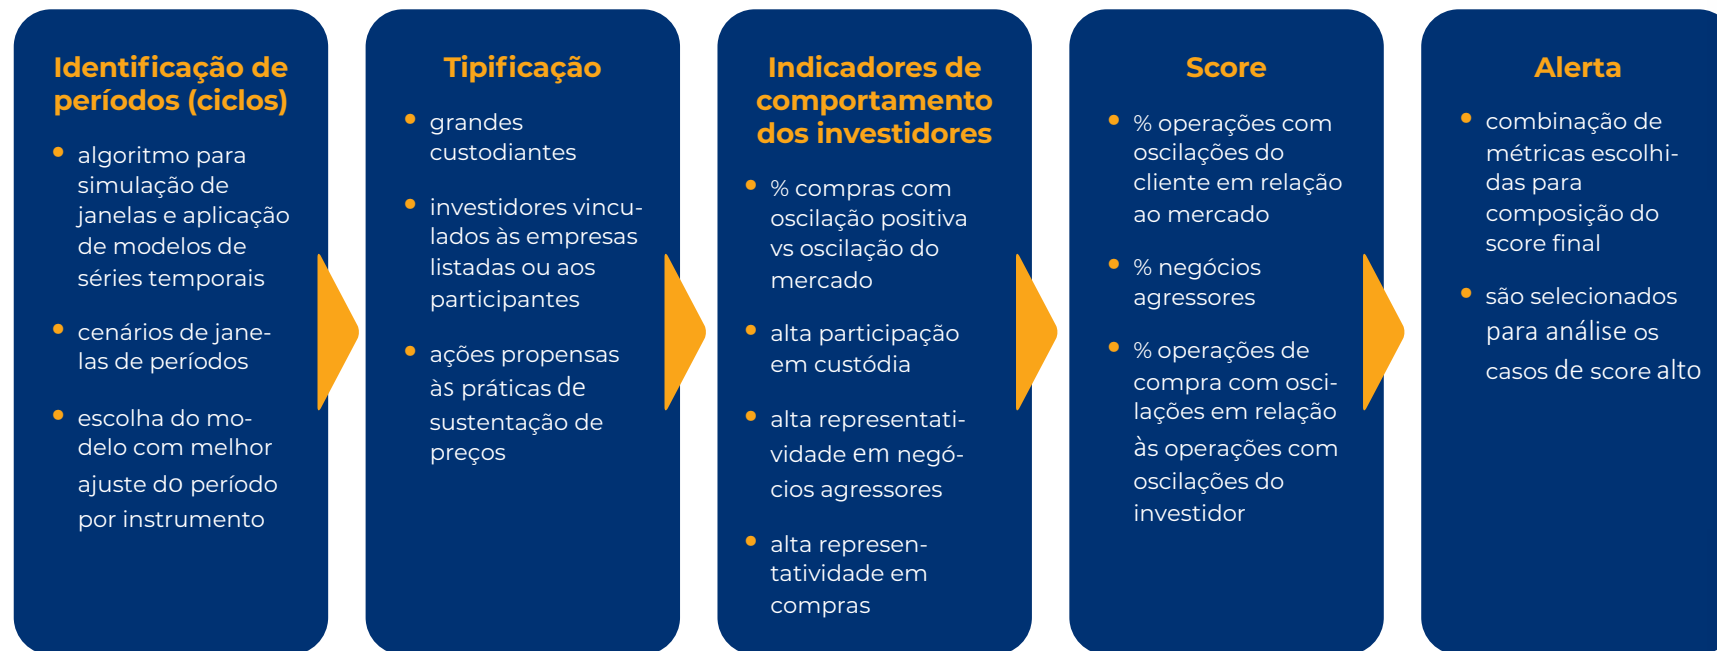 Identificação de
períodos (ciclos)
algoritmo para
simulação de
janelas e aplicação
de modelos de
séries temporais
cenários de jane-
las de períodos
escolha do mo-
delo com melhor
ajuste do período
por instrumento
Tipificação
grandes
custodiantes
investidores vincu-
lados às empresas
listadas ou aos
participantes
ações propensas
às práticas de
sustentação de
preços
Indicadores de
comportamento
dos investidores
% compras com
oscilação positiva
vs oscilação do
mercado
alta participação
em custódia
alta representati-
vidade em negó-
cios agressores
alta represen-
tatividade em
compras
Score
% operações com
oscilações do
cliente em relação
ao mercado
% negócios
agressores
% operações de
compra com osci-
lações em relação
às operações com
oscilações do
investidor
Alerta
combinação de
métricas escolhi-
das para
composição do
score final
são selecionados
para análise os
casos de score alto